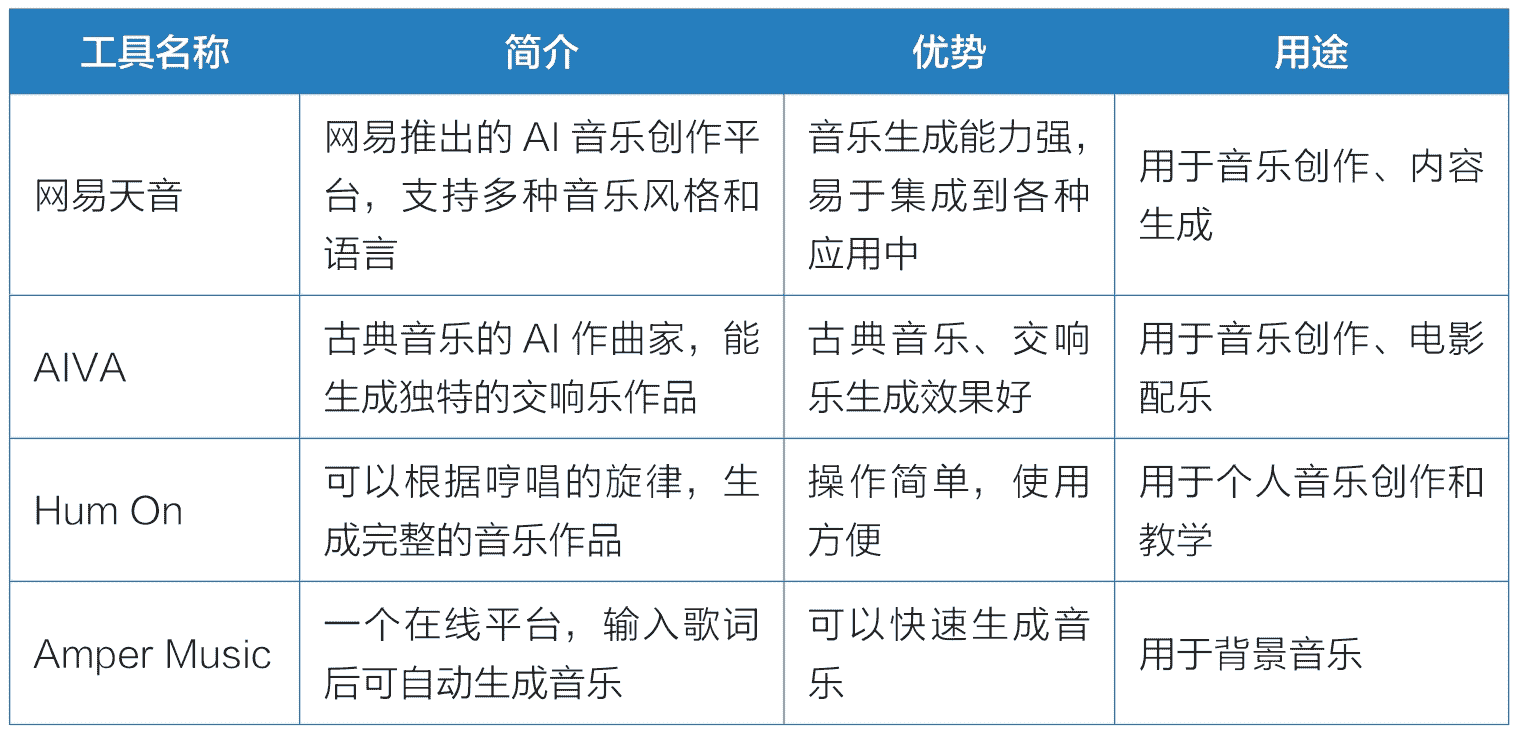 工具名称
简介
优势
用途
网易天音
网易推出的 AI 音乐创作平
台，支持多种音乐风格和
语言
音乐生成能力强，
易于集成到各种
应用中
用于音乐创作、内容
生成
AIVA
古典音乐的 AI 作曲家，能
生成独特的交响乐作品
古典音乐、交响
乐生成效果好
用于音乐创作、电影
配乐
Hum On
可以根据哼唱的旋律，生
成完整的音乐作品
操作简单，使用
方便
用于个人音乐创作和
教学
Amper Music
一个在线平台，输入歌词
后可自动生成音乐
可以快速生成音
乐
用于背景音乐